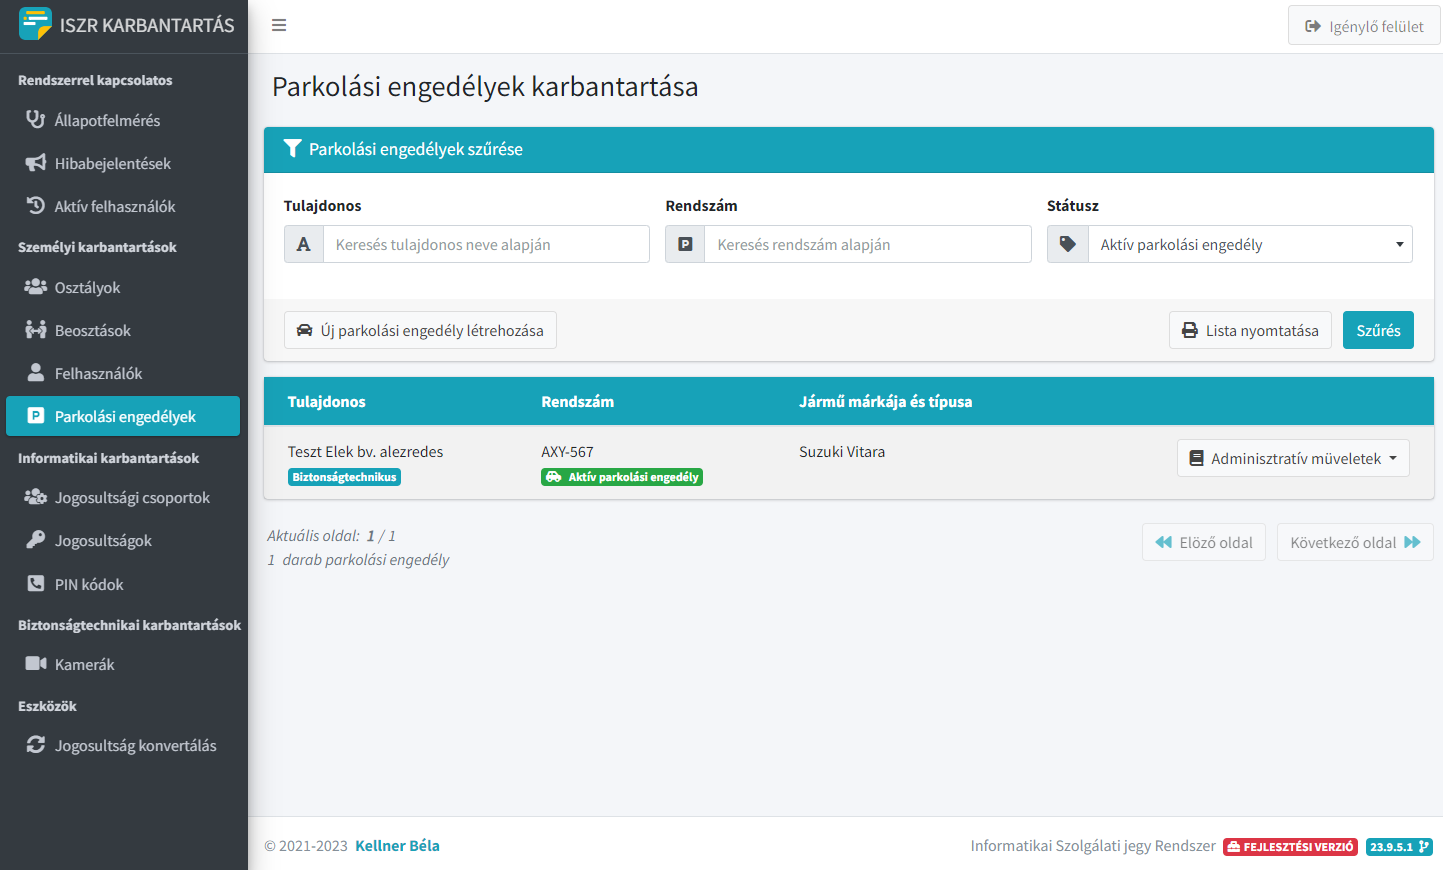 ISZR KARBANTARTÁS
Igénylő felület
Rendszerrel kapcsolatos
Állapotfelmérés
Hibabejelentések
Aktív felhasználók
Személyi karbantartások
Osztályok
Beosztások
Felhasználók
Parkolási engedélyek
Informatikai karbantartások
Jogosultsági csoportok
Jogosultságok
PIN kódok
Biztonságtechnikai karbantartások
Kamerák
Eszközök
Jogosultság konvertálás
Parkolási engedélyek karbantartása
Parkolási engedélyek szűrése
Tulajdonos Rendszám Státusz
A Keresés tulajdonos neve alapján P Keresés rendszám alapján Aktív parkolási engedély
Új parkolási engedély létrehozása Lista nyomtatása Szűrés
Tulajdonos Rendszám Jármű márkája és típusa
Teszt Elek bv. alezredes AXY-567 Suzuki Vitara Adminisztratív müveletek
Biztonságtechnikus Aktív parkolási engedély
Aktuális oldal: 1 / 1
1 darab parkolási engedély
Elöző oldal Következő oldal
© 2021-2023 Kellner Béla Informatikai Szolgálati jegy Rendszer FEJLESZTÉSI VERZIÓ 23.9.5.1